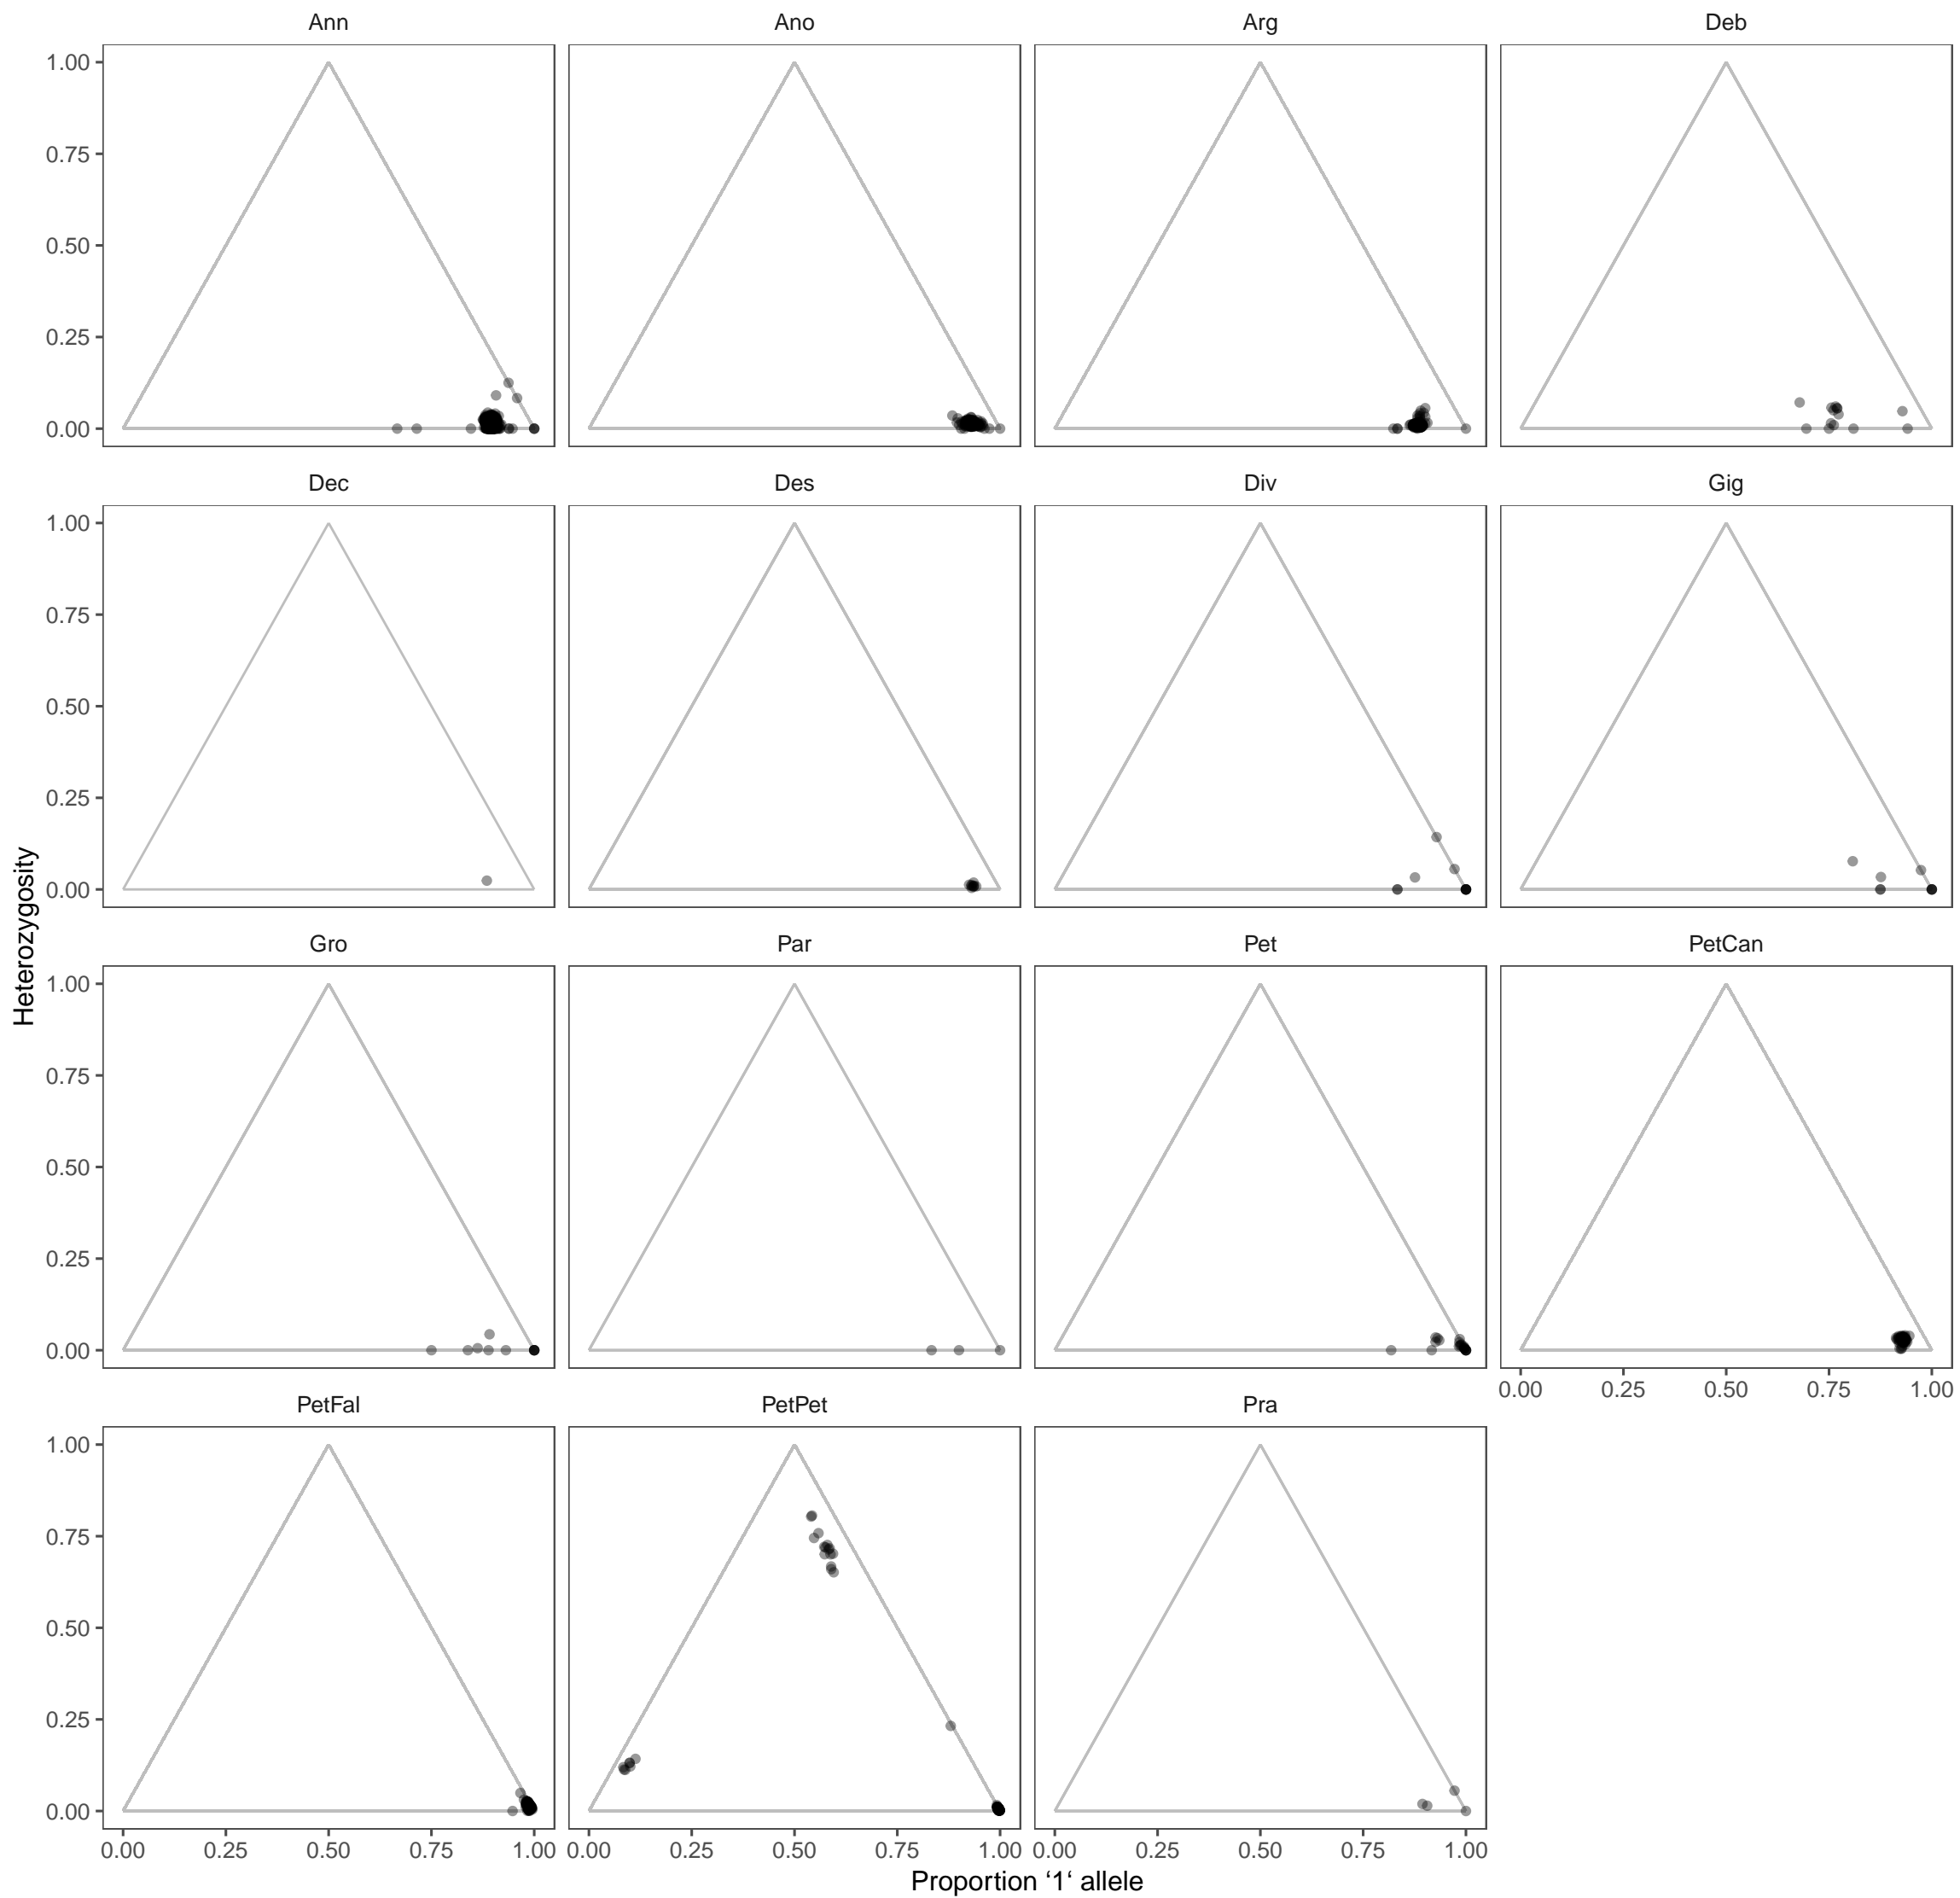 Ann Ano Arg Deb
1.00
0.75
0.50
0.25
0.00
Dec Des Div Gig
1.00
0.75
0.50
0.25
0.00
Heterozygosity
Gro Par Pet PetCan
1.00
0.75
0.50
0.25
0.00
0.00 0.25 0.50 0.75 1.00
PetFal PetPet Pra
1.00
0.75
0.50
0.25
0.00
0.00 0.25 0.50 0.75 1.00 0.00 0.25 0.50 0.75 1.00 0.00 0.25 0.50 0.75 1.00
Proportion ‘1‘ allele